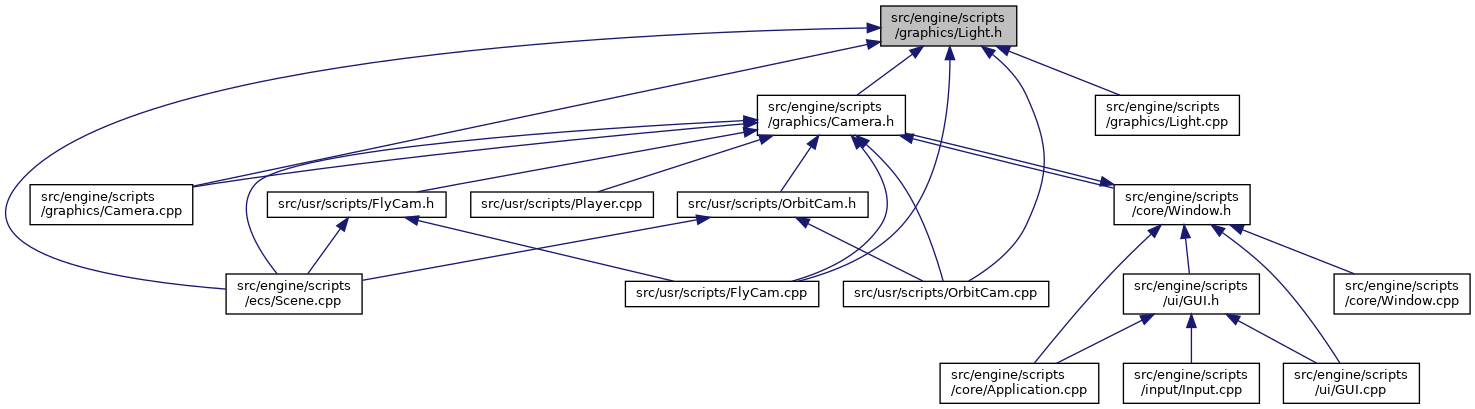 src/engine/scripts
/graphics/Light.h
src/engine/scripts
/graphics/Camera.h
src/engine/scripts
/graphics/Light.cpp
src/engine/scripts
/graphics/Camera.cpp
src/usr/scripts/FlyCam.h
src/usr/scripts/Player.cpp
src/usr/scripts/OrbitCam.h
src/engine/scripts
/core/Window.h
src/engine/scripts
/ecs/Scene.cpp
src/usr/scripts/FlyCam.cpp
src/usr/scripts/OrbitCam.cpp
src/engine/scripts
/ui/GUI.h
src/engine/scripts
/core/Window.cpp
src/engine/scripts
/core/Application.cpp
src/engine/scripts
/input/Input.cpp
src/engine/scripts
/ui/GUI.cpp